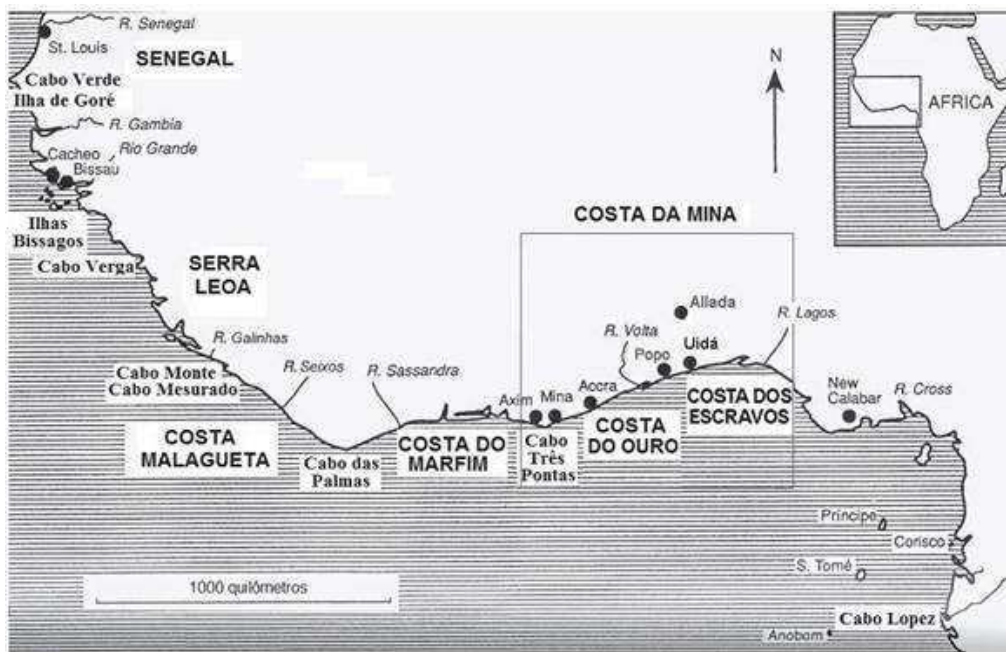 R. Senegal
St. Louis
SENEGAL
Cabo Verde
Ilha de Goré
R. Gambia
Cacheo
Rio Grande
Bissau
Ilhas
Bissagos
Cabo Verga
SERRA
LEOA
R. Galinhas
Cabo Monte
Cabo Mesurado
R. Seixos
COSTA
MALAGUETA
Cabo das
Palmas
R. Sassandra
COSTA DO
MARFIM
N
AFRICA
COSTA DA MINA
Allada
R. Lagos
R. Volta
Popo
Uidá
Axim
Mina
Accra
Cabo
Três
Pontas
COSTA
DO OURO
COSTA DOS
ESCRAVOS
New
Calabar
R. Cross
Príncipe
Corisco
S. Tomé
Cabo Lopez
Anobom
1000 quilômetros